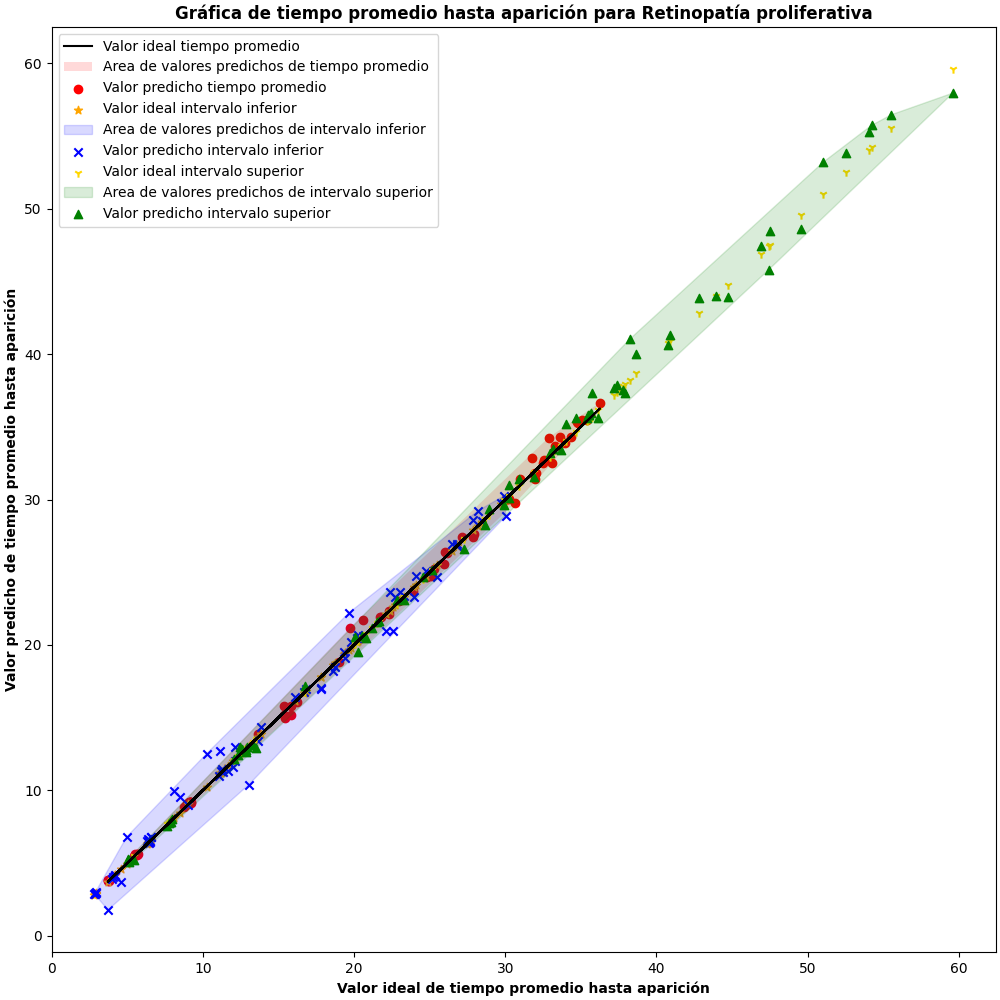 Gráfica de tiempo promedio hasta aparición para Retinopatía proliferativa
Valor ideal tiempo promedio
Area de valores predichos de tiempo promedio
Valor predicho tiempo promedio
Valor ideal intervalo inferior
Area de valores predichos de intervalo inferior
Valor predicho intervalo inferior
Valor ideal intervalo superior
Area de valores predichos de intervalo superior
Valor predicho intervalo superior
Valor predicho de tiempo promedio hasta aparición
60
50
40
30
20
10
0
0 10 20 30 40 50 60
Valor ideal de tiempo promedio hasta aparición